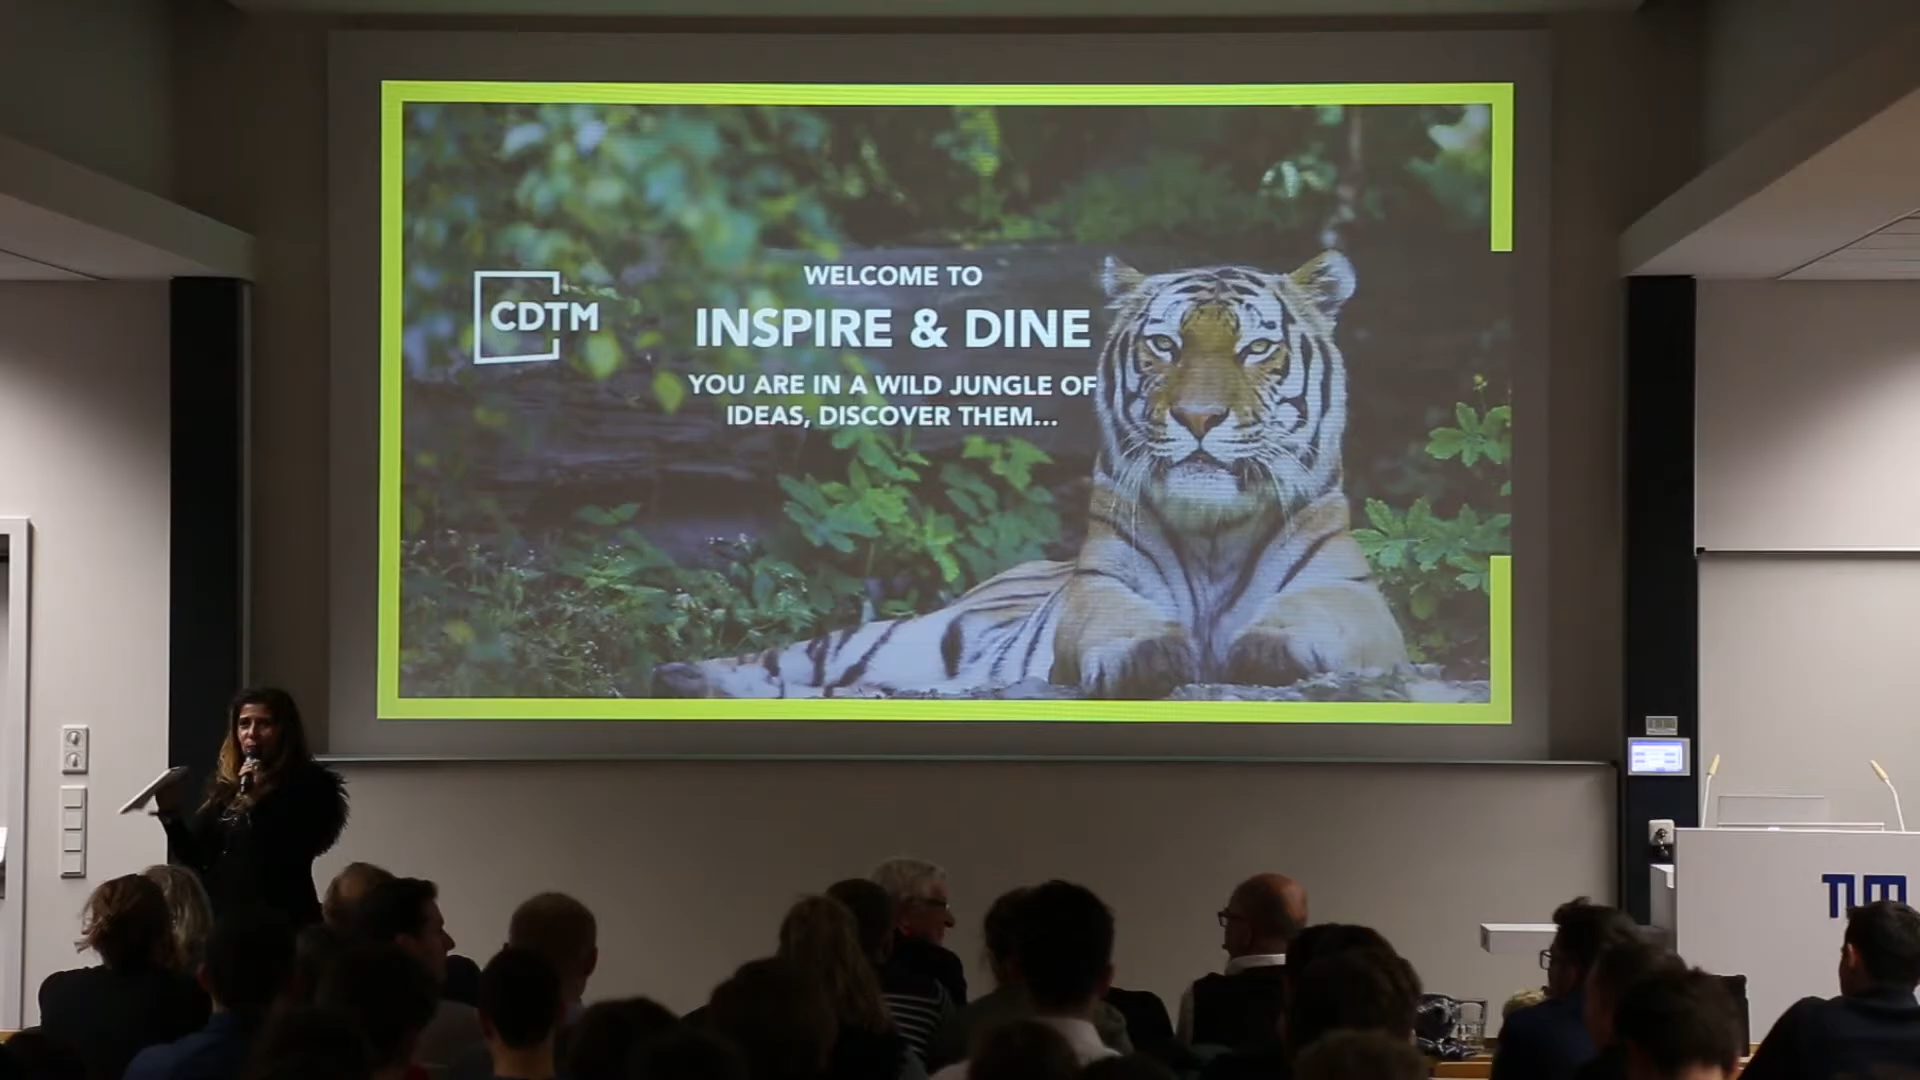 WELCOME TO
CDTM
INSPIRE & DINE
YOU ARE IN A WILD JUNGLE OF
IDEAS, DISCOVER THEM...
TUM